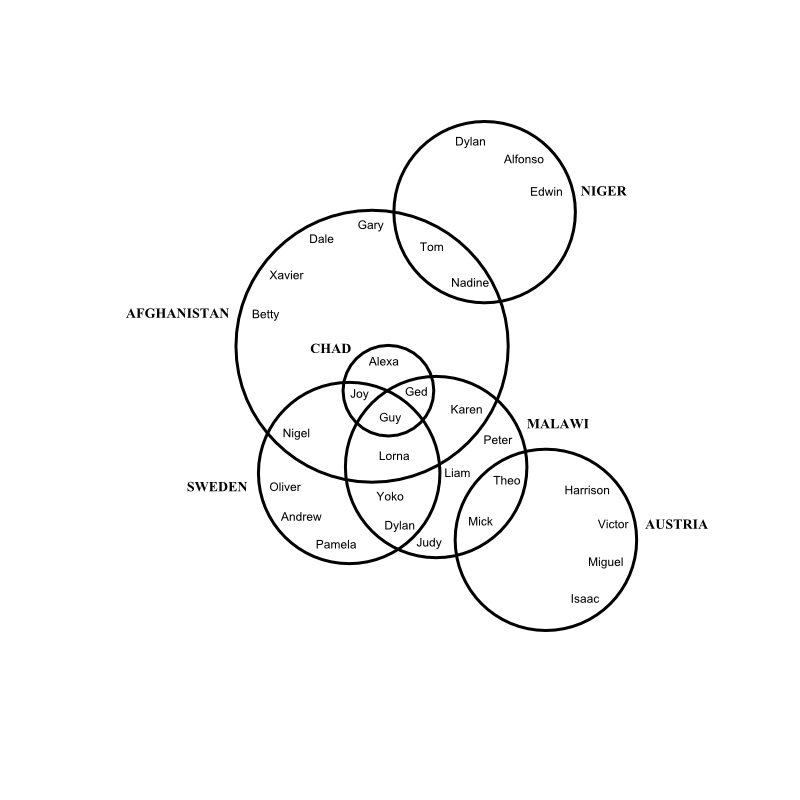 Dylan
Alfonso
Edwin
NIGER
Gary
Dale
Tom
Xavier
Nadine
AFGHANISTAN
Betty
CHAD
Alexa
Joy
Ged
Karen
Guy
MALAWI
Nigel
Peter
Lorna
Liam
Theo
SWEDEN
Oliver
Yoko
Harrison
Andrew
Dylan
Mick
Victor
AUSTRIA
Pamela
Judy
Miguel
Isaac